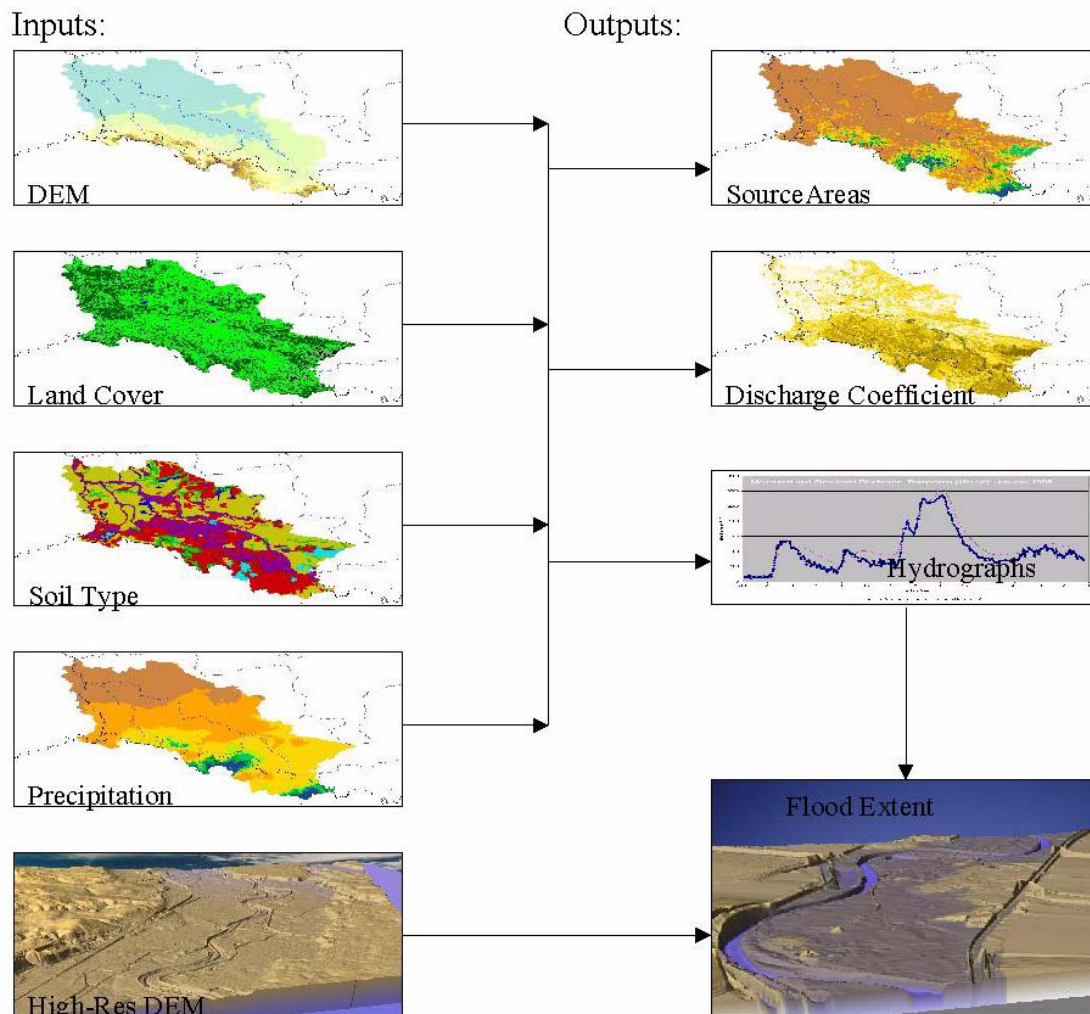 Inputs:
Outputs:
DEM
Source Areas
Land Cover
Discharge Coefficient
Soil Type
Hydrographs
Precipitation
Flood Extent
High-Res DEM